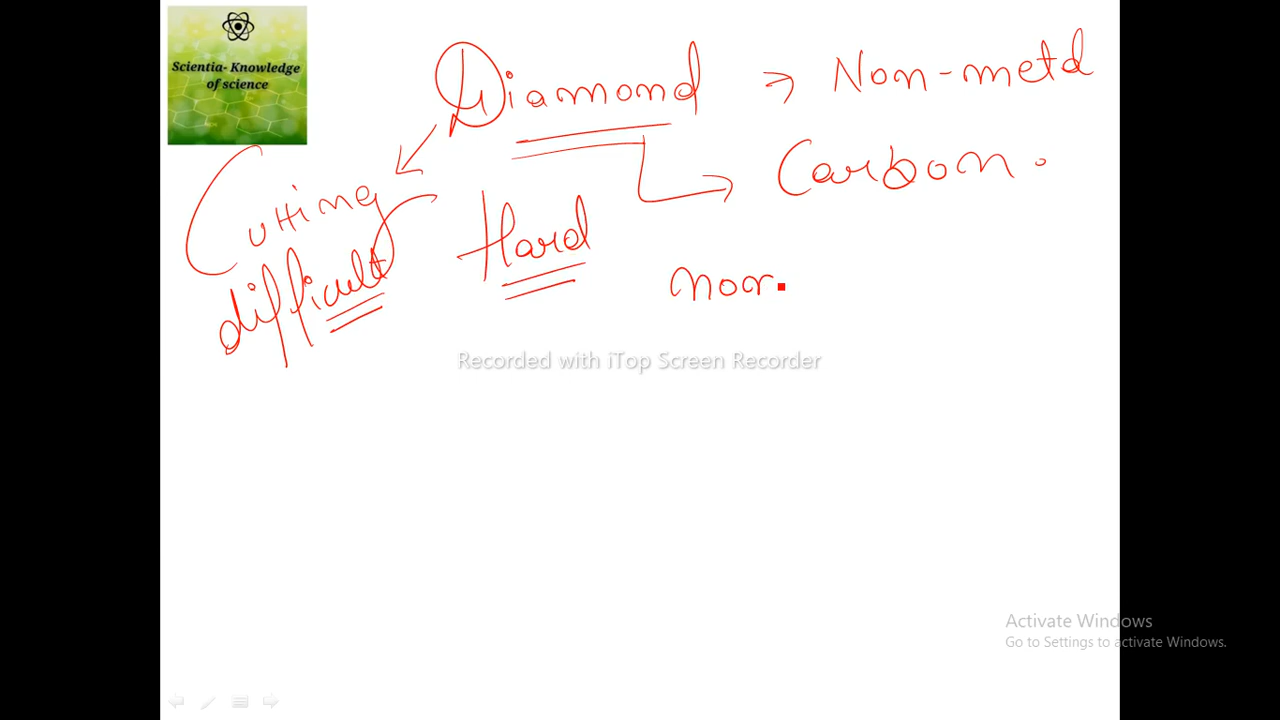 Scientia- Knowledge
of science
Diamond → Non-metal
Carbon.
Cutting
difficult
Hard
nor
Recorded with iTop Screen Recorder
Activate Windows
Go to Settings to activate Windows.